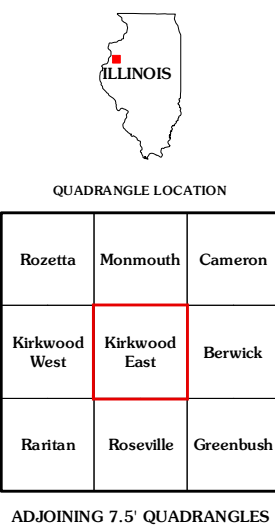 ILLINOIS
QUADRANGLE LOCATION
Rozetta
Monmouth
Cameron
Kirkwood
West
Kirkwood
East
Berwick
Raritan
Roseville
Greenbush
ADJOINING 7.5' QUADRANGLES